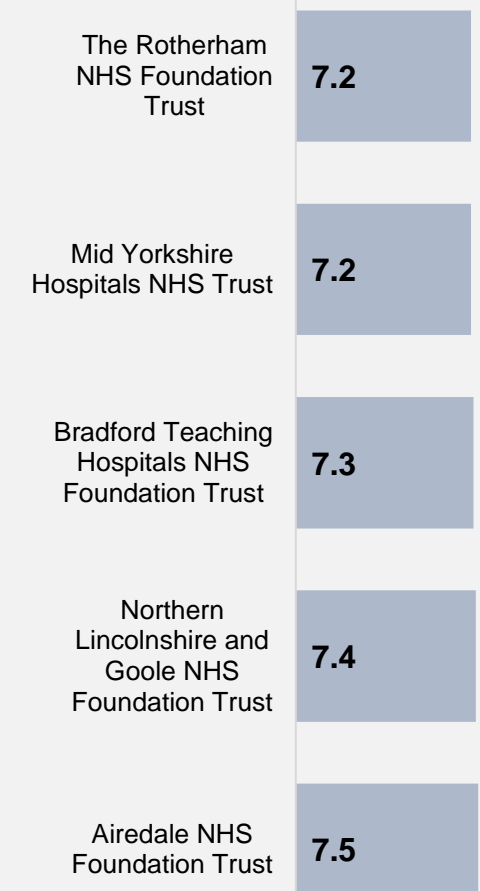 The Rotherham
NHS Foundation
Trust
7.2
Mid Yorkshire
Hospitals NHS Trust
7.2
Bradford Teaching
Hospitals NHS
Foundation Trust
7.3
Northern
Lincolnshire and
Goole NHS
Foundation Trust
7.4
Airedale NHS
Foundation Trust
7.5